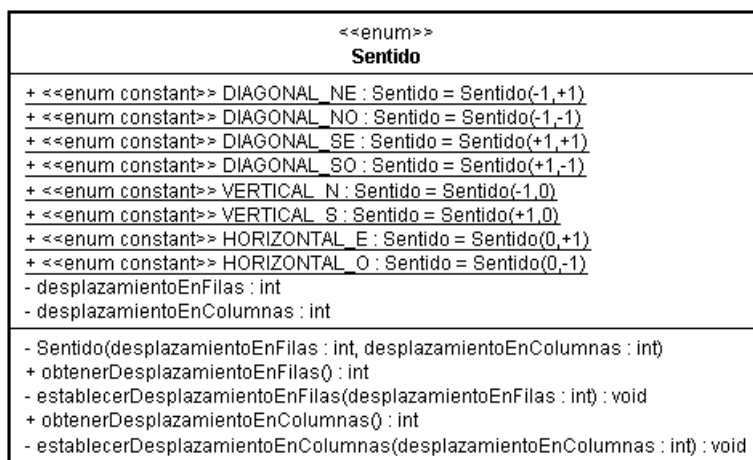 <<enum>>
Sentido
+ <<enum constant>> DIAGONAL_NE : Sentido = Sentido(-1,+1)
+ <<enum constant>> DIAGONAL_NO : Sentido = Sentido(-1,-1)
+ <<enum constant>> DIAGONAL_SE : Sentido = Sentido(+1,+1)
+ <<enum constant>> DIAGONAL_SO : Sentido = Sentido(+1,-1)
+ <<enum constant>> VERTICAL_N : Sentido = Sentido(-1,0)
+ <<enum constant>> VERTICAL_S : Sentido = Sentido(+1,0)
+ <<enum constant>> HORIZONTAL_E : Sentido = Sentido(0,+1)
+ <<enum constant>> HORIZONTAL_O : Sentido = Sentido(0,-1)
- desplazamientoEnFilas : int
- desplazamientoEnColumnas : int
- Sentido(desplazamientoEnFilas : int, desplazamientoEnColumnas : int)
+ obtenerDesplazamientoEnFilas() : int
- establecerDesplazamientoEnFilas(desplazamientoEnFilas : int) : void
+ obtenerDesplazamientoEnColumnas() : int
- establecerDesplazamientoEnColumnas(desplazamientoEnColumnas : int) : void